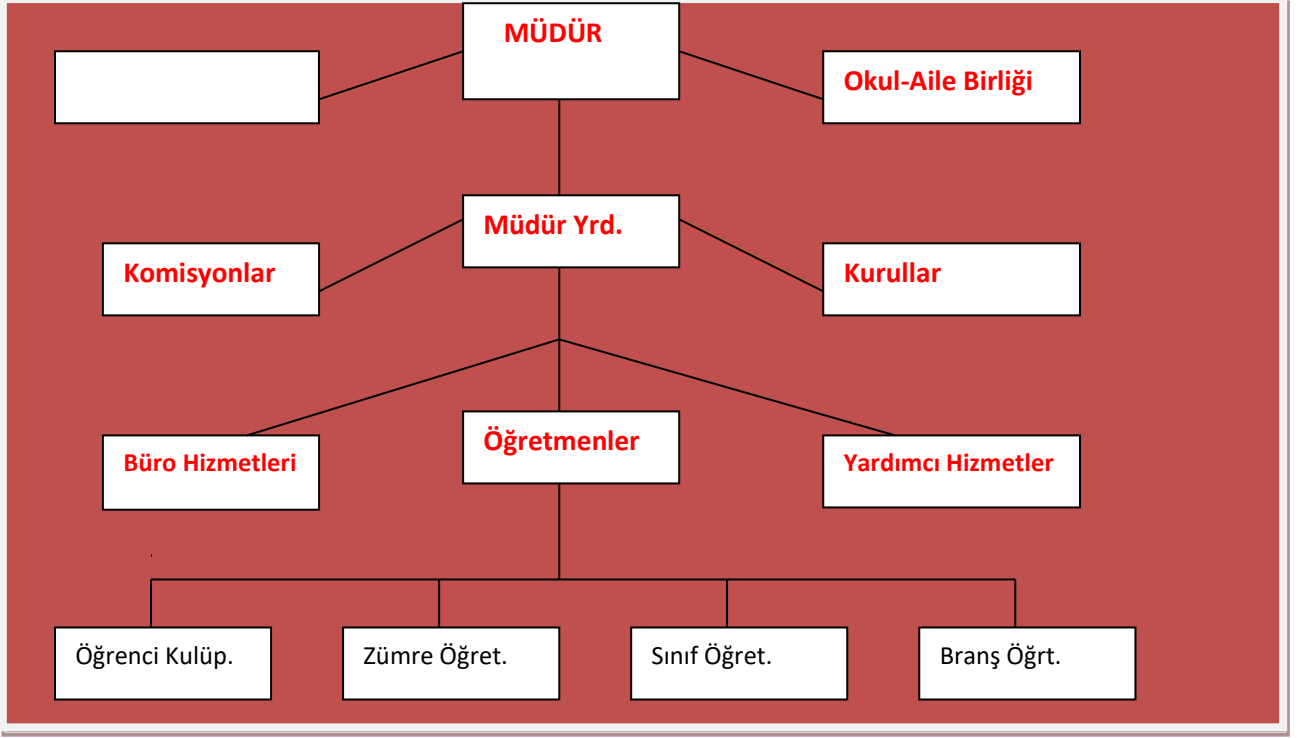 MÜDÜR
Okul-Aile Birliği
Müdür Yrd.
Komisyonlar
Kurullar
Büro Hizmetleri
Öğretmenler
Yardımcı Hizmetler
Öğrenci Kulüp.
Zümre Öğret.
Sınıf Öğret.
Branş Öğrt.